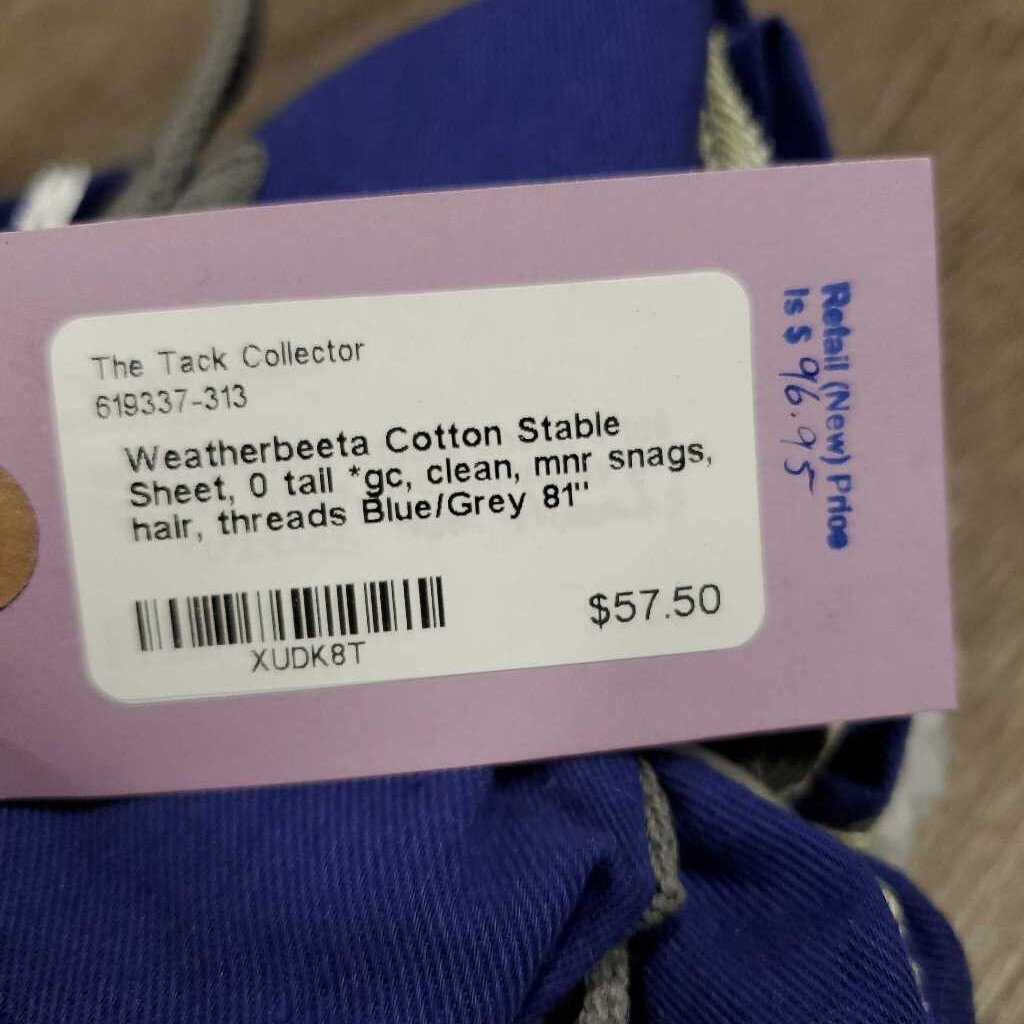 The Tack Collector
619337-313
Weatherbeeta Cotton Stable
Sheet, 0 tail *gc, clean, mnr snags,
hair, threads Blue/Grey 81"
XUDK8T
$57.50
Retail (New) Price
Is $ 96.95